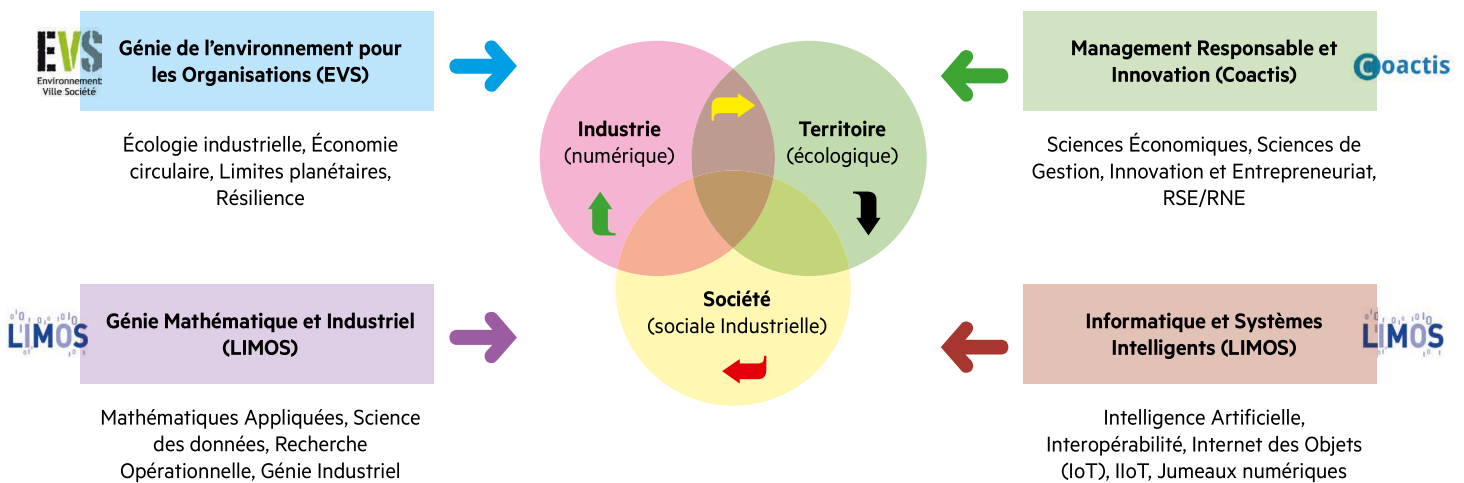 EVS
Environnement
Ville Société
Génie de l’environnement pour
les Organisations (EVS)
Écologie industrielle, Économie
circulaire, Limites planétaires,
Résilience
LIMOS
Génie Mathématique et Industriel
(LIMOS)
Mathématiques Appliquées, Science
des données, Recherche
Opérationnelle, Génie Industriel
Industrie
(numérique)
Territoire
(écologique)
Société
(sociale Industrielle)
Management Responsable et
Innovation (Coactis)
coactis
Sciences Économiques, Sciences de
Gestion, Innovation et Entrepreneuriat,
RSE/RNE
Informatique et Systèmes
Intelligents (LIMOS)
LIMOS
Intelligence Artificielle,
Interopérabilité, Internet des Objets
(IoT), IIoT, Jumeaux numériques